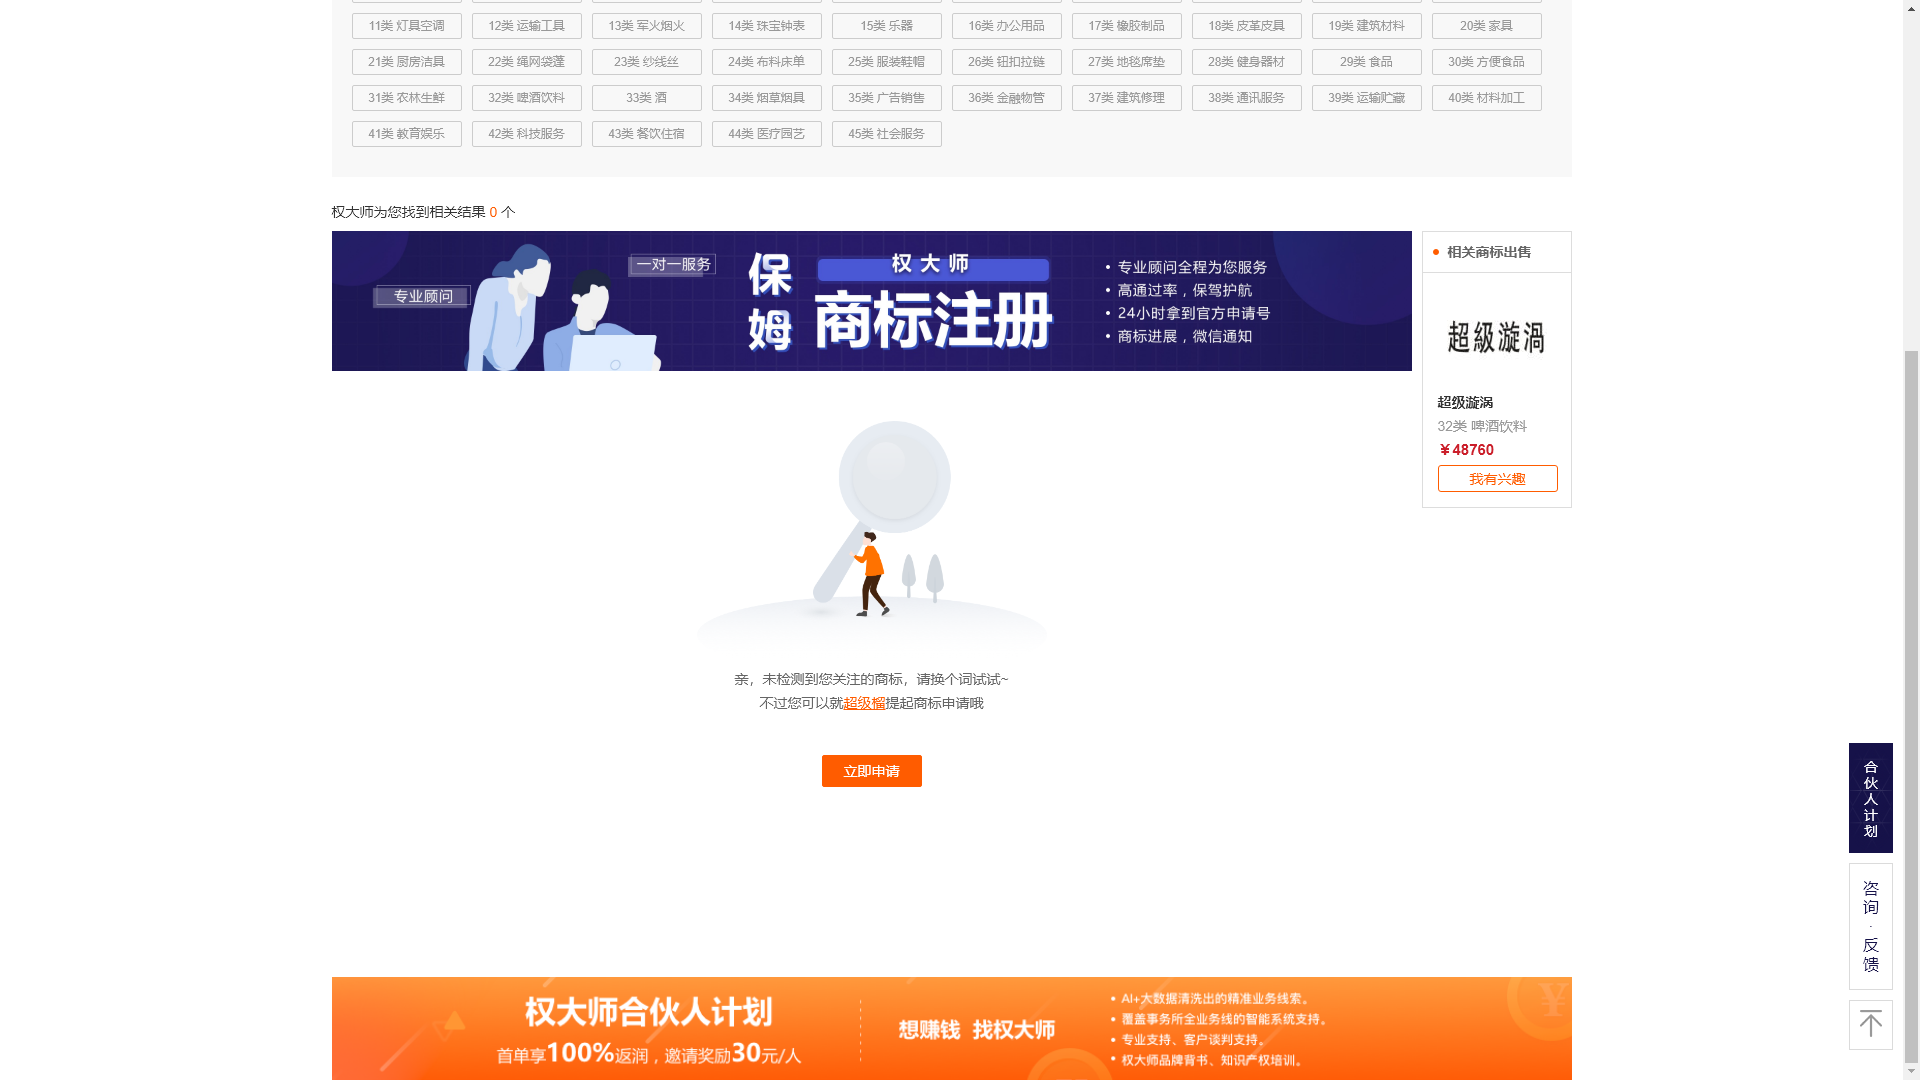 11类 灯具空调 12类 运输工具 13类 军火烟火 14类 珠宝钟表 15类 乐器 16类 办公用品 17类 橡胶制品 18类 皮革皮具 19类 建筑材料 20类 家具
21类 厨房洁具 22类 绳网袋蓬 23类 纱线丝 24类 布料床单 25类 服装鞋帽 26类 钮扣拉链 27类 地毯席垫 28类 健身器材 29类 食品 30类 方便食品
31类 农林生鲜 32类 啤酒饮料 33类 酒 34类 烟草烟具 35类 广告销售 36类 金融物管 37类 建筑修理 38类 通讯服务 39类 运输贮藏 40类 材料加工
41类 教育娱乐 42类 科技服务 43类 餐饮住宿 44类 医疗园艺 45类 社会服务
权大师为您找到相关结果 0 个
专业顾问
一对一服务
保姆
权大师
商标注册
• 专业顾问全程为您服务
• 高通过率，保驾护航
• 24小时拿到官方申请号
• 商标进展，微信通知
相关商标出售
超級漩渦
超级漩涡
32类 啤酒饮料
￥48760
我有兴趣
亲，未检测到您关注的商标，请换个词试试~
不过您可以就超级榴提起商标申请哦
立即申请
合伙人计划
咨询·反馈
权大师合伙人计划
首单享100%返润，邀请奖励30元/人
想赚钱 找权大师
• AI+大数据清洗出的精准业务线索。
• 覆盖事务所全业务线的智能系统支持。
• 专业支持、客户谈判支持。
• 权大师品牌背书、知识产权培训。